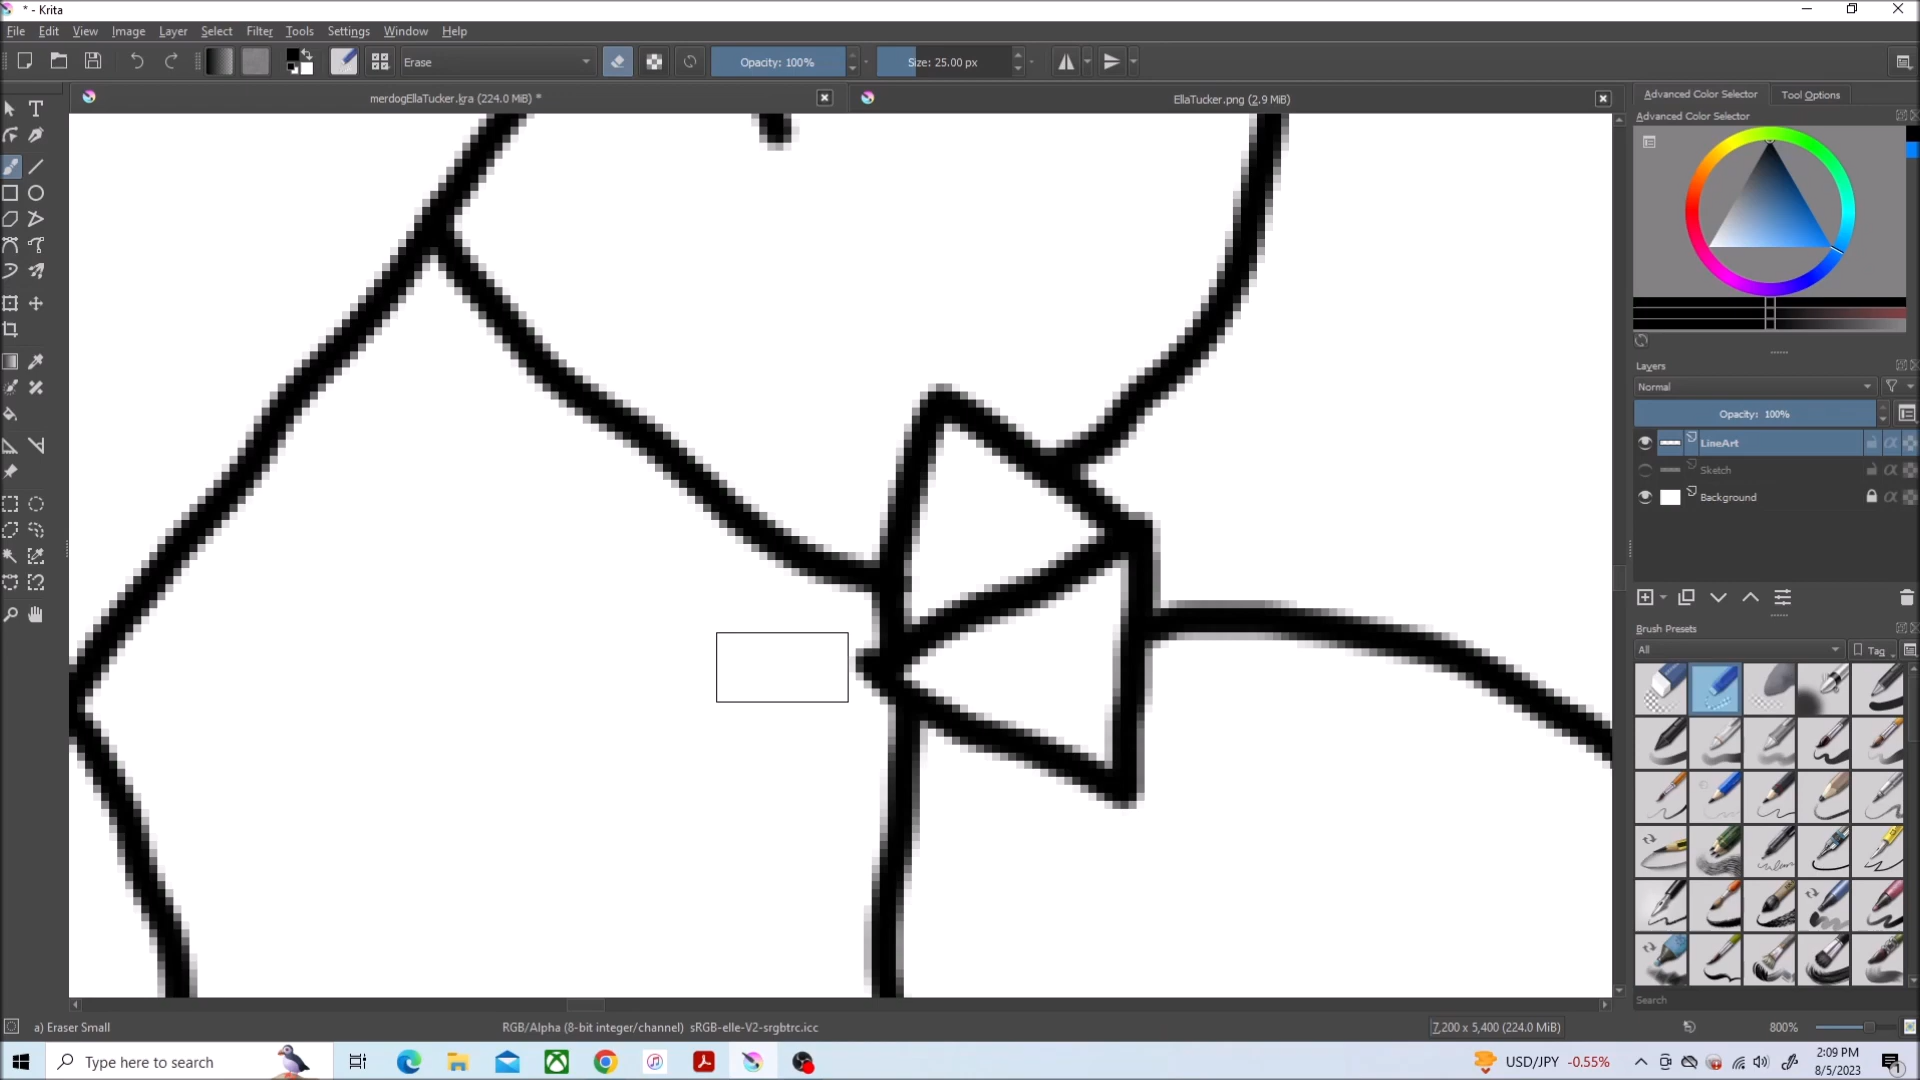 * - Krita
File Edit View Image Layer Select Filter Tools Settings Window Help
Erase Opacity: 100% Size: 25.00 px
merdogEllaTucker.kra (224.0 MiB) *
EllaTucker.png (2.9 MiB)
Advanced Color Selector Tool Options
Advanced Color Selector
Layers
Normal
Opacity: 100%
LineArt
Sketch
Background
Brush Presets
All Tag
Search
a) Eraser Small RGB/Alpha (8-bit integer/channel) sRGB-elle-V2-srgbtrc.icc 7,200 x 5,400 (224.0 MiB) 800%
Type here to search USD/JPY -0.55% 2:09 PM
8/5/2023 1